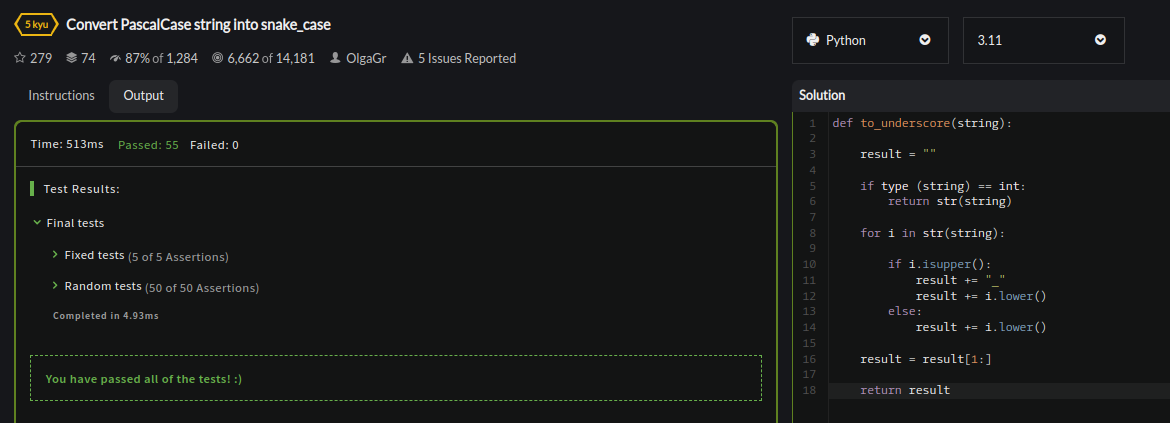 5 kyu Convert PascalCase string into snake_case
279 74 87% of 1,284 6,662 of 14,181 OlgaGr 5 Issues Reported
Python 3.11
Instructions Output
Time: 513ms Passed: 55 Failed: 0
Test Results:
Final tests
Fixed tests (5 of 5 Assertions)
Random tests (50 of 50 Assertions)
Completed in 4.93ms
You have passed all of the tests! :)
Solution
1 def to_underscore(string):
2
3     result = ""
4
5     if type (string) == int:
6         return str(string)
7
8     for i in str(string):
9
10         if i.isupper():
11             result += "_"
12             result += i.lower()
13         else:
14             result += i.lower()
15
16     result = result[1:]
17
18     return result